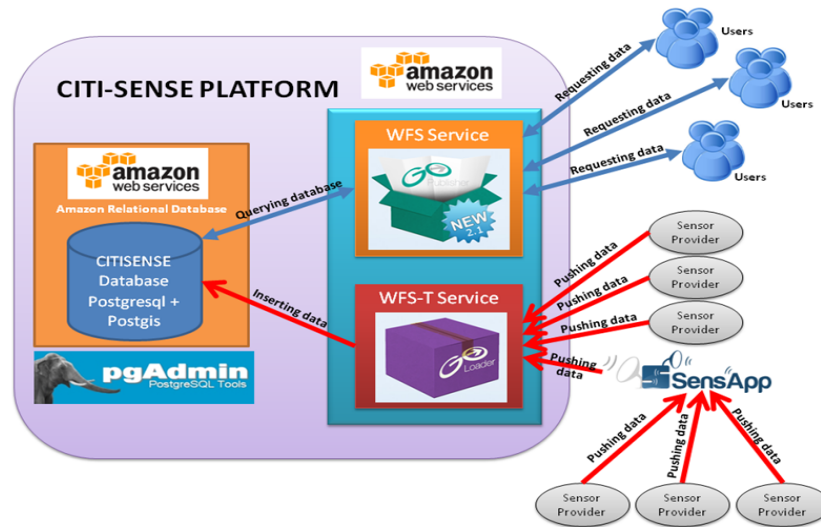 CITI-SENSE PLATFORM
amazon
web services
Users
Users
Users
Requesting data
Requesting data
Requesting data
WFS Service
GO
Publisher
NEW
2.1
amazon
web services
Amazon Relational Database
Querying database
CITISENSE
Database
Postgresql +
Postgis
Inserting data
pgAdmin
PostgreSQL Tools
WFS-T Service
GO
Loader
Sensor
Provider
Sensor
Provider
Sensor
Provider
Pushing data
Pushing data
Pushing data
Pushing
data
SensApp
Pushing data
Pushing data
Pushing data
Sensor
Provider
Sensor
Provider
Sensor
Provider